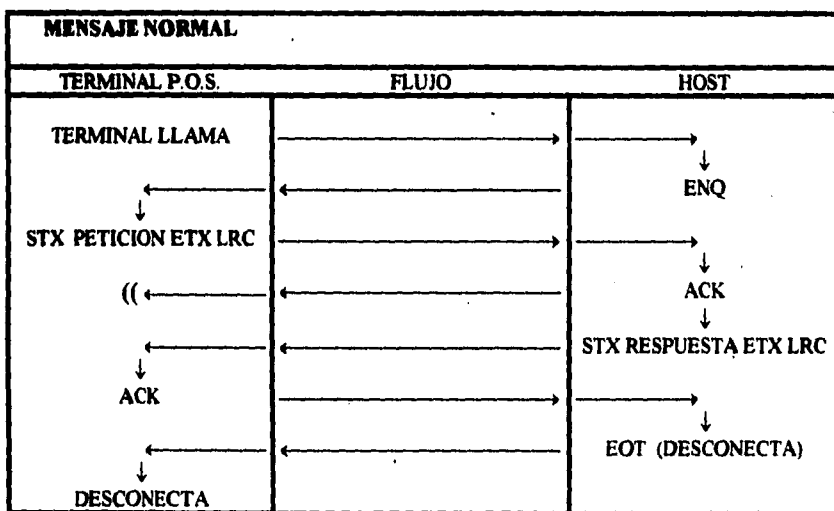 MENSAJE NORMAL
TERMINAL P.O.S. FLUJO HOST
TERMINAL LLAMA
ENQ
STX PETICION ETX LRC
(( ACK
STX RESPUESTA ETX LRC
ACK
EOT (DESCONECTA)
DESCONECTA